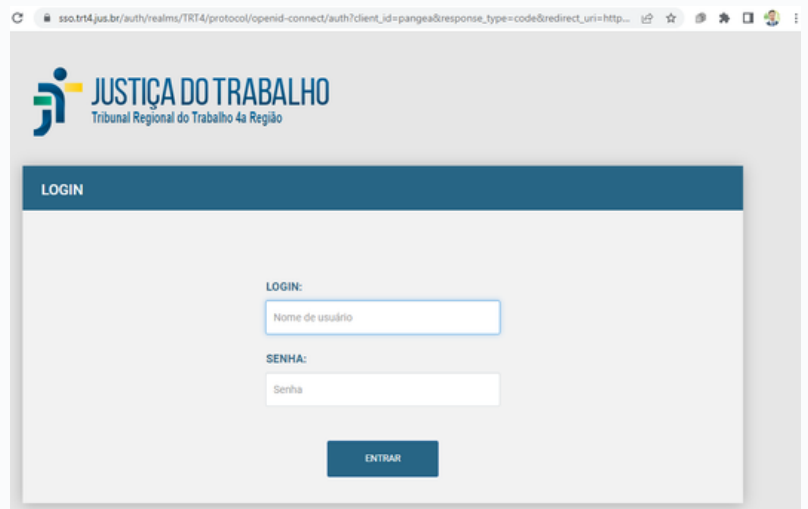 sso.trt4.jus.br/auth/realms/TRT4/protocol/openid-connect/auth?client_id=pangea&response_type=code&redirect_uri=http...
JUSTIÇA DO TRABALHO
Tribunal Regional do Trabalho 4a Região
LOGIN
LOGIN:
Nome de usuário
SENHA:
Senha
ENTRAR